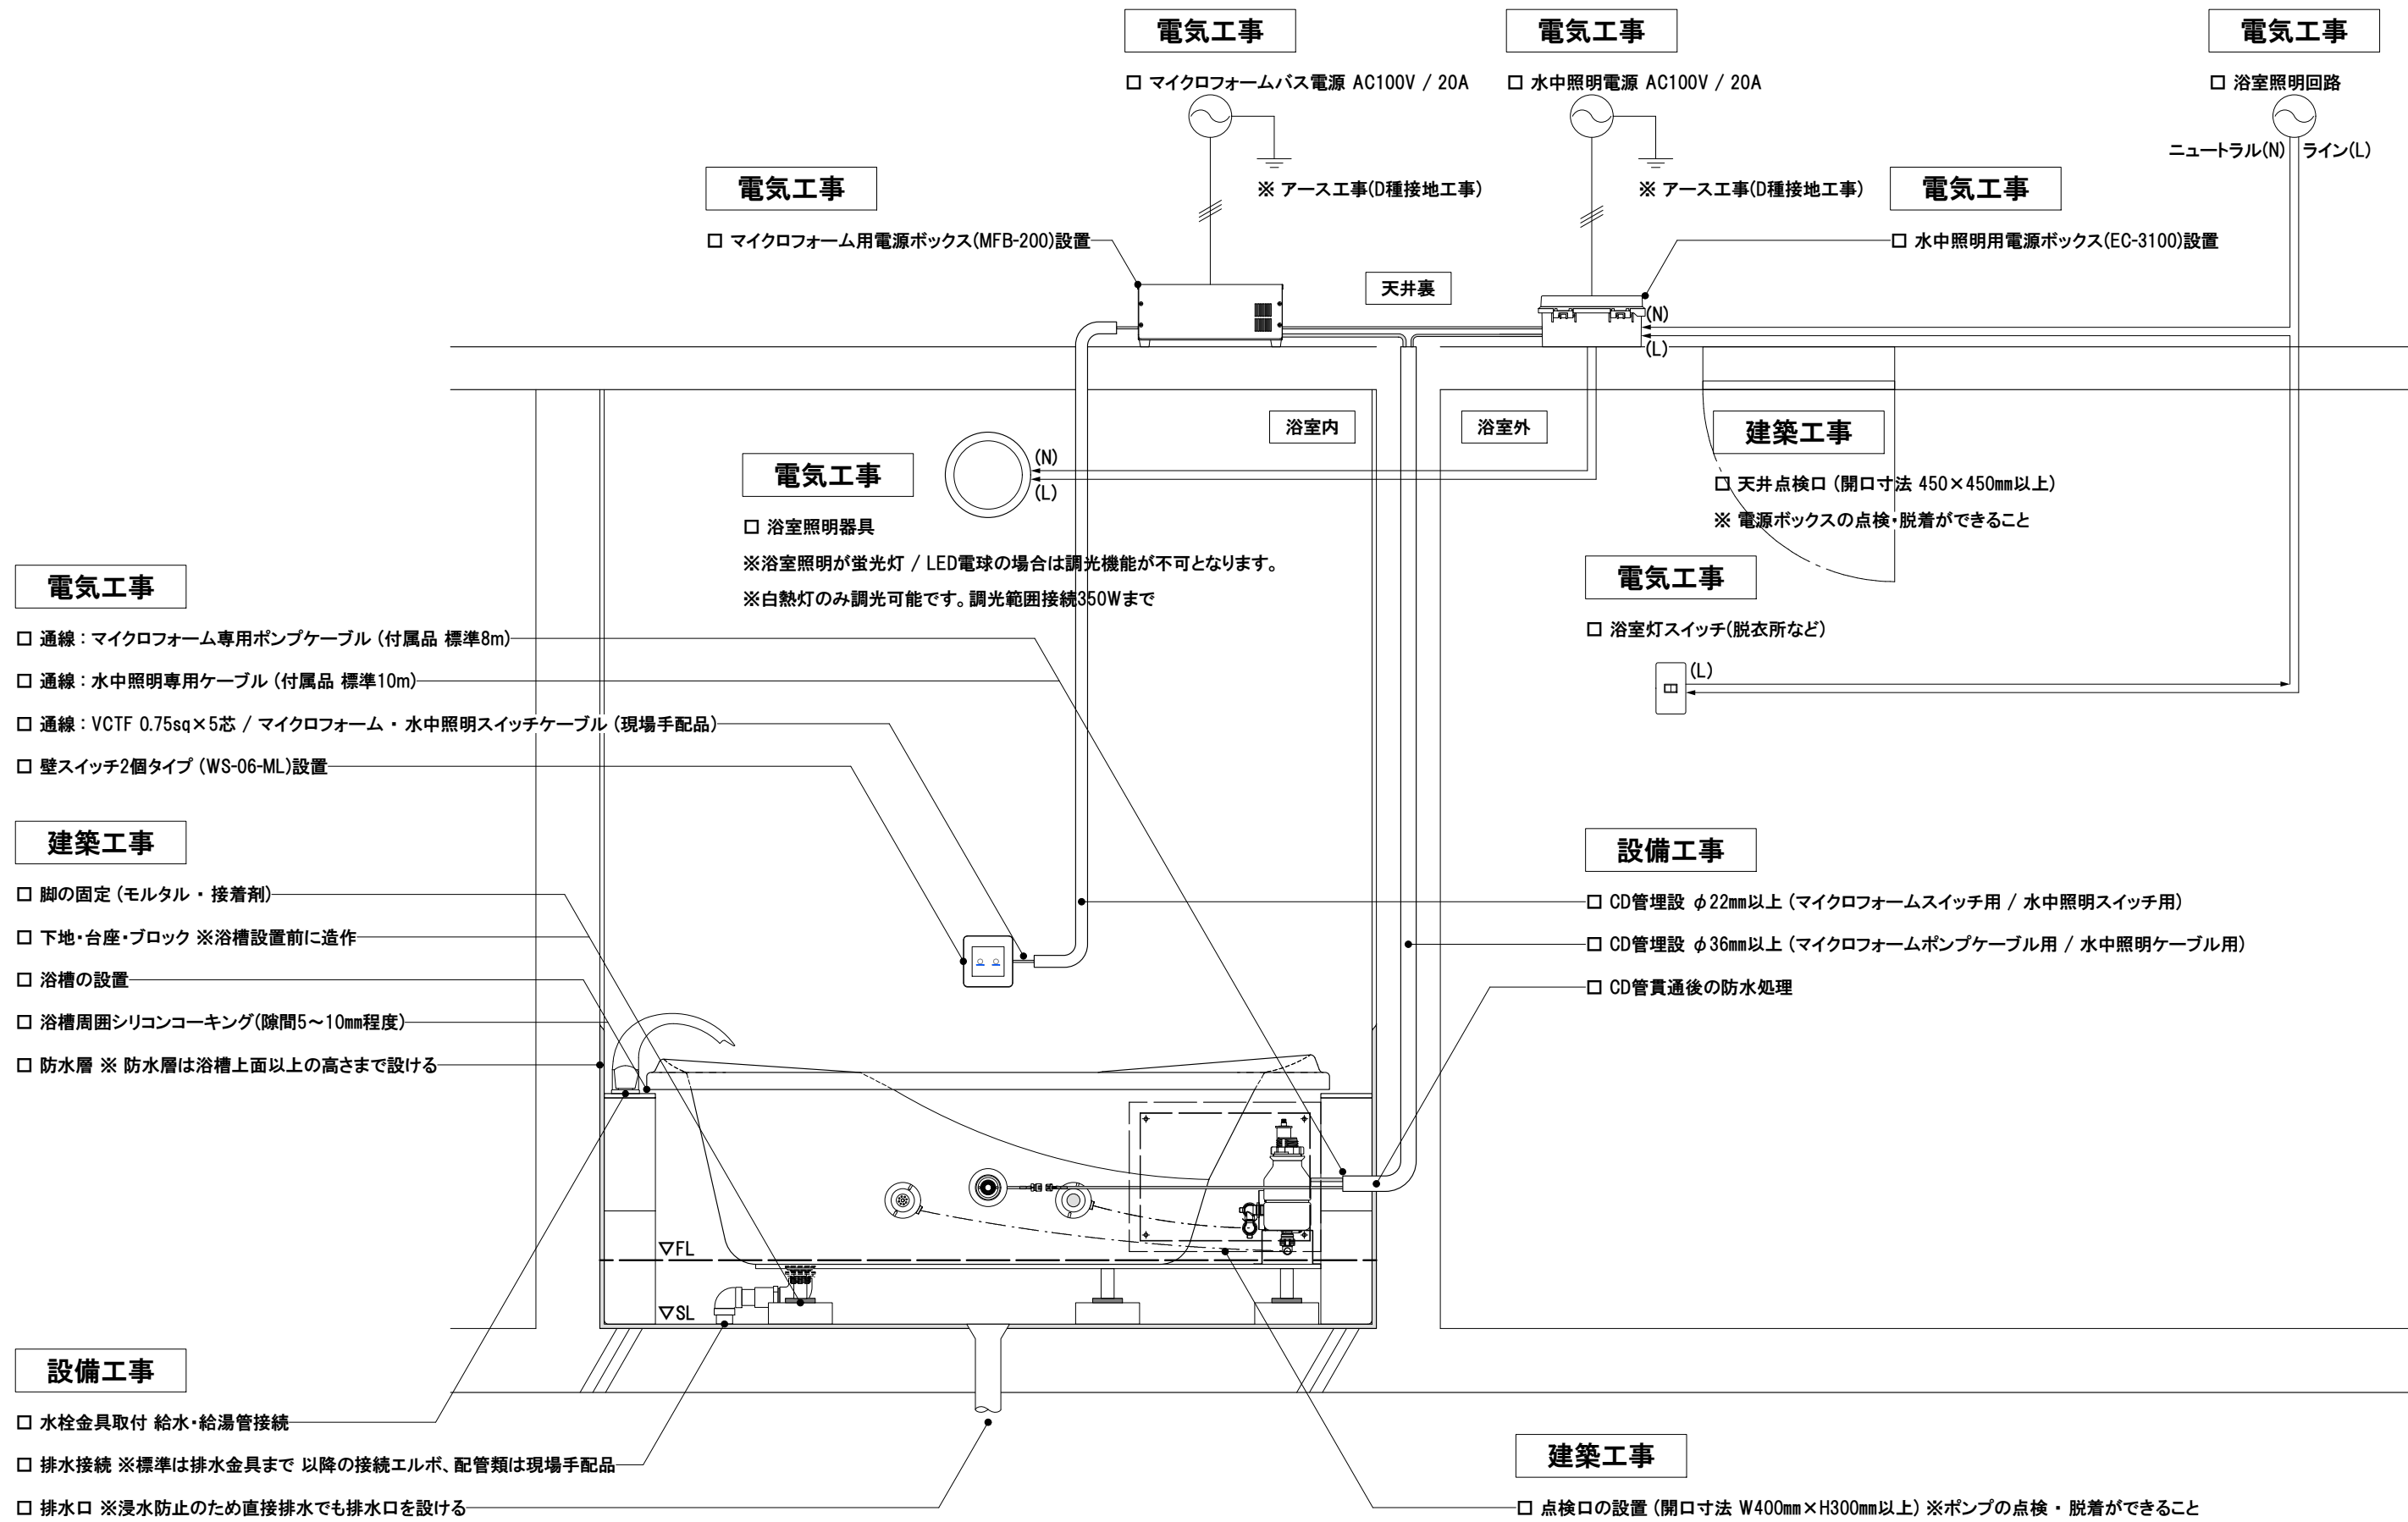 電気工事
□ マイクロフォームバス電源 AC100V / 20A
※ アース工事(D種接地工事)
電気工事
□ 水中照明電源 AC100V / 20A
※ アース工事(D種接地工事)
電気工事
□ 浴室照明回路
ニュートラル(N)
ライン(L)
電気工事
□ マイクロフォーム用電源ボックス(MFB-200)設置
電気工事
□ 水中照明用電源ボックス(EC-3100)設置
天井裏
(N)
(L)
浴室内
浴室外
建築工事
□ 天井点検口 (開口寸法 450×450mm以上)
※ 電源ボックスの点検・脱着ができること
電気工事
(N)
(L)
□ 浴室照明器具
※浴室照明が蛍光灯 / LED電球の場合は調光機能が不可となります。
※白熱灯のみ調光可能です。調光範囲接続350Wまで
電気工事
□ 浴室灯スイッチ(脱衣所など)
(L)
電気工事
□ 通線：マイクロフォーム専用ポンプケーブル (付属品 標準8m)
□ 通線：水中照明専用ケーブル (付属品 標準10m)
□ 通線：VCTF 0.75sq×5芯 / マイクロフォーム ・ 水中照明スイッチケーブル (現場手配品)
□ 壁スイッチ2個タイプ (WS-06-ML)設置
建築工事
□ 脚の固定 (モルタル ・ 接着剤)
□ 下地・台座・ブロック ※浴槽設置前に造作
□ 浴槽の設置
□ 浴槽周囲シリコンコーキング(隙間5～10mm程度)
□ 防水層 ※ 防水層は浴槽上面以上の高さまで設ける
設備工事
□ CD管埋設 φ22mm以上 (マイクロフォームスイッチ用 / 水中照明スイッチ用)
□ CD管埋設 φ36mm以上 (マイクロフォームポンプケーブル用 / 水中照明ケーブル用)
□ CD管貫通後の防水処理
▽FL
▽SL
設備工事
□ 水栓金具取付 給水・給湯管接続
□ 排水接続 ※標準は排水金具まで 以降の接続エルボ、配管類は現場手配品
□ 排水口 ※浸水防止のため直接排水でも排水口を設ける
建築工事
□ 点検口の設置 (開口寸法 W400mm×H300mm以上) ※ポンプの点検 ・ 脱着ができること